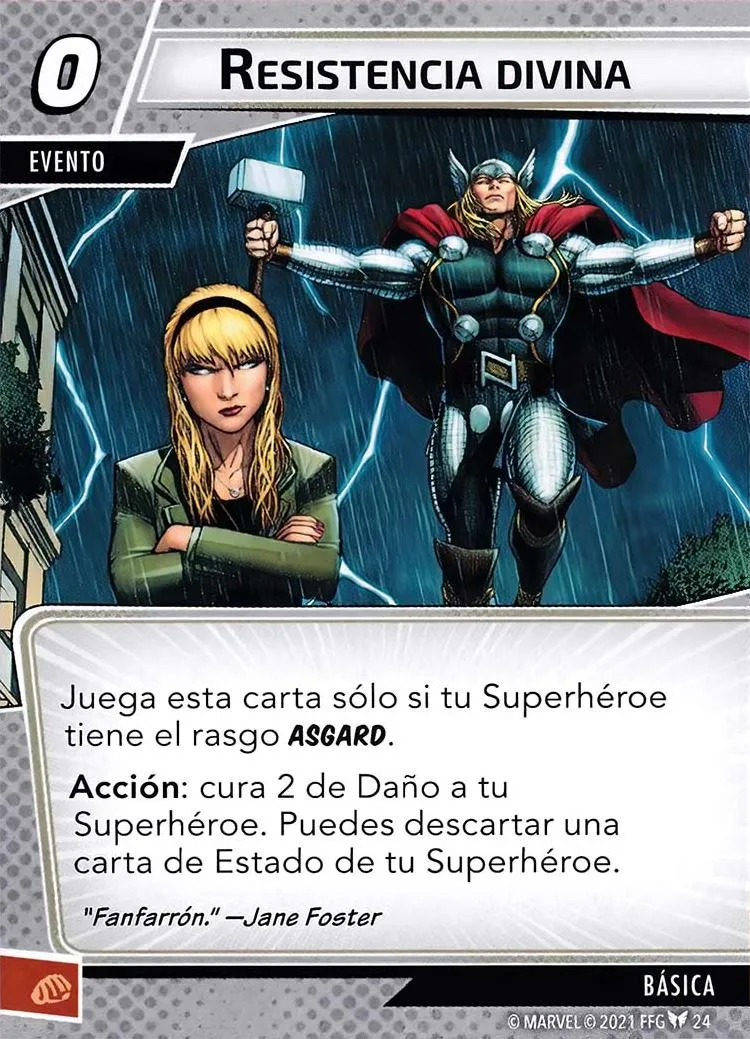 0
RESISTENCIA DIVINA
EVENTO
Juega esta carta sólo si tu Superhéroe
tiene el rasgo ASGARD.
Acción: cura 2 de Daño a tu
Superhéroe. Puedes descartar una
carta de Estado de tu Superhéroe.
"Fanfarrón." —Jane Foster
BÁSICA
© MARVEL © 2021 FFG 24